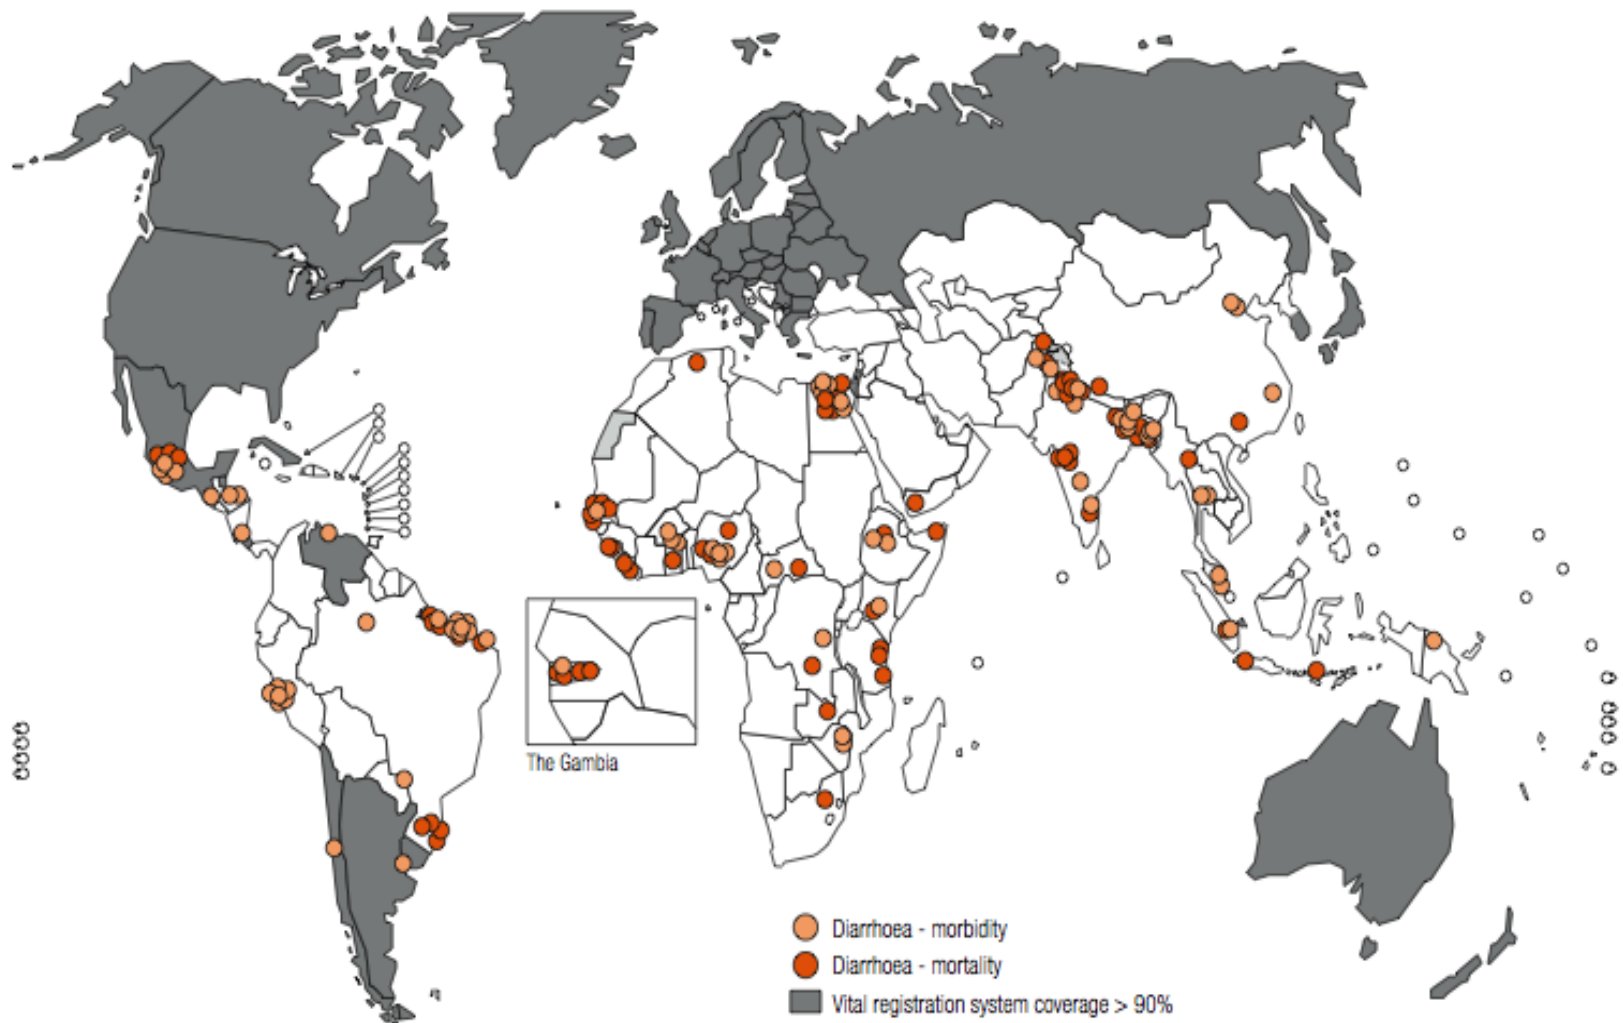 The Gambia
Diarrhoea - morbidity
Diarrhoea - mortality
Vital registration system coverage > 90%